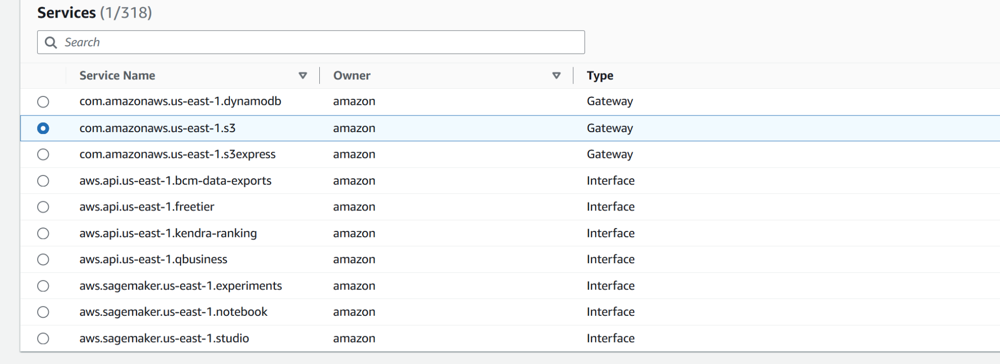 Services (1/318)
Search
Service Name Owner Type
com.amazonaws.us-east-1.dynamodb amazon Gateway
com.amazonaws.us-east-1.s3 amazon Gateway
com.amazonaws.us-east-1.s3express amazon Gateway
aws.api.us-east-1.bcm-data-exports amazon Interface
aws.api.us-east-1.freetier amazon Interface
aws.api.us-east-1.kendra-ranking amazon Interface
aws.api.us-east-1.qbusiness amazon Interface
aws.sagemaker.us-east-1.experiments amazon Interface
aws.sagemaker.us-east-1.notebook amazon Interface
aws.sagemaker.us-east-1.studio amazon Interface